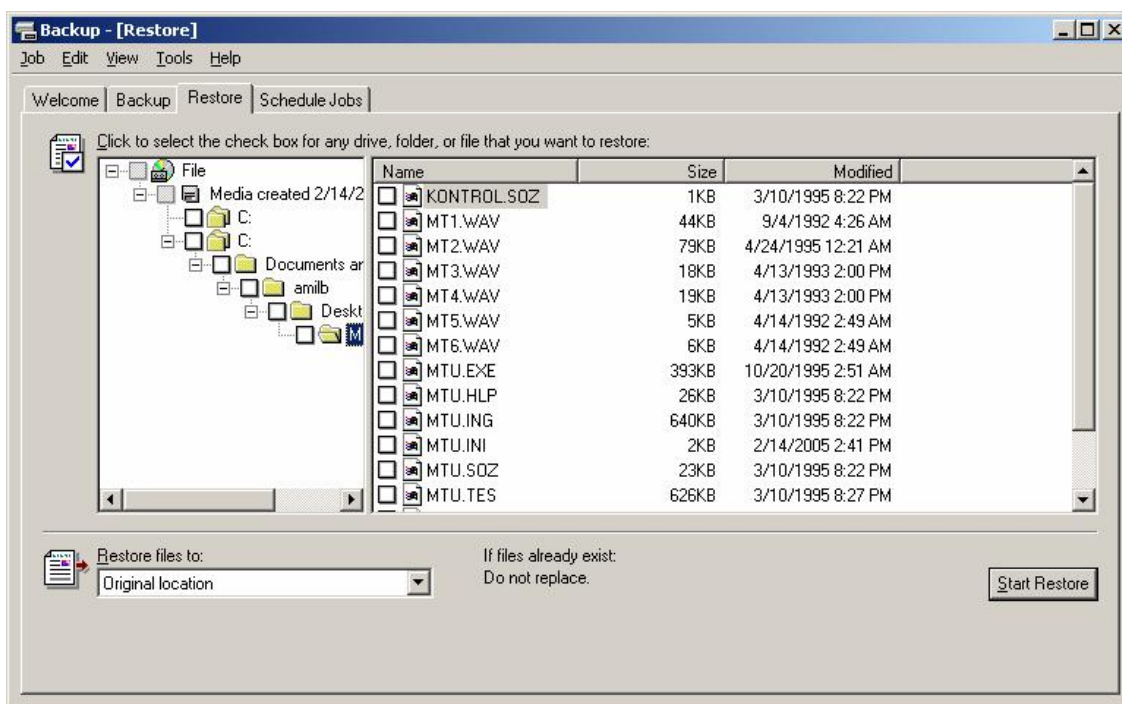 Backup - [Restore]
Job Edit View Tools Help
Welcome Backup Restore Schedule Jobs
Click to select the check box for any drive, folder, or file that you want to restore:
File
Media created 2/14/2
C:
C:
Documents ar
amilb
Deskt
M
Name Size Modified
KONTROL.SOZ 1KB 3/10/1995 8:22 PM
MT1.WAV 44KB 9/4/1992 4:26 AM
MT2.WAV 79KB 4/24/1995 12:21 AM
MT3.WAV 18KB 4/13/1993 2:00 PM
MT4.WAV 19KB 4/13/1993 2:00 PM
MT5.WAV 5KB 4/14/1992 2:49 AM
MT6.WAV 6KB 4/14/1992 2:49 AM
MTU.EXE 393KB 10/20/1995 2:51 AM
MTU.HLP 26KB 3/10/1995 8:22 PM
MTU.ING 640KB 3/10/1995 8:22 PM
MTU.INI 2KB 2/14/2005 2:41 PM
MTU.SOZ 23KB 3/10/1995 8:22 PM
MTU.TES 626KB 3/10/1995 8:27 PM
Restore files to:
Original location
If files already exist:
Do not replace.
Start Restore